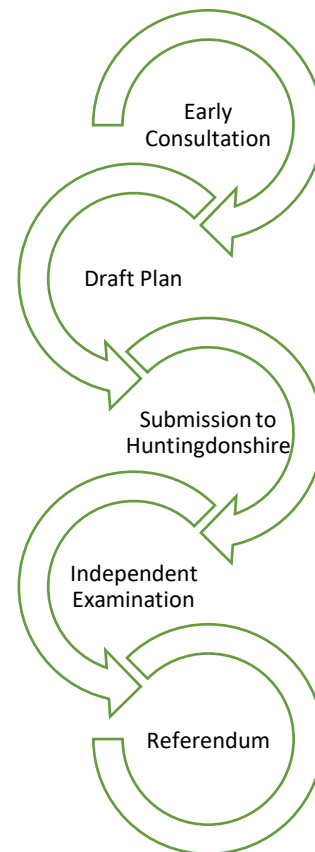 Early
Consultation
Draft Plan
Submission to
Huntingdonshire
Independent
Examination
Referendum